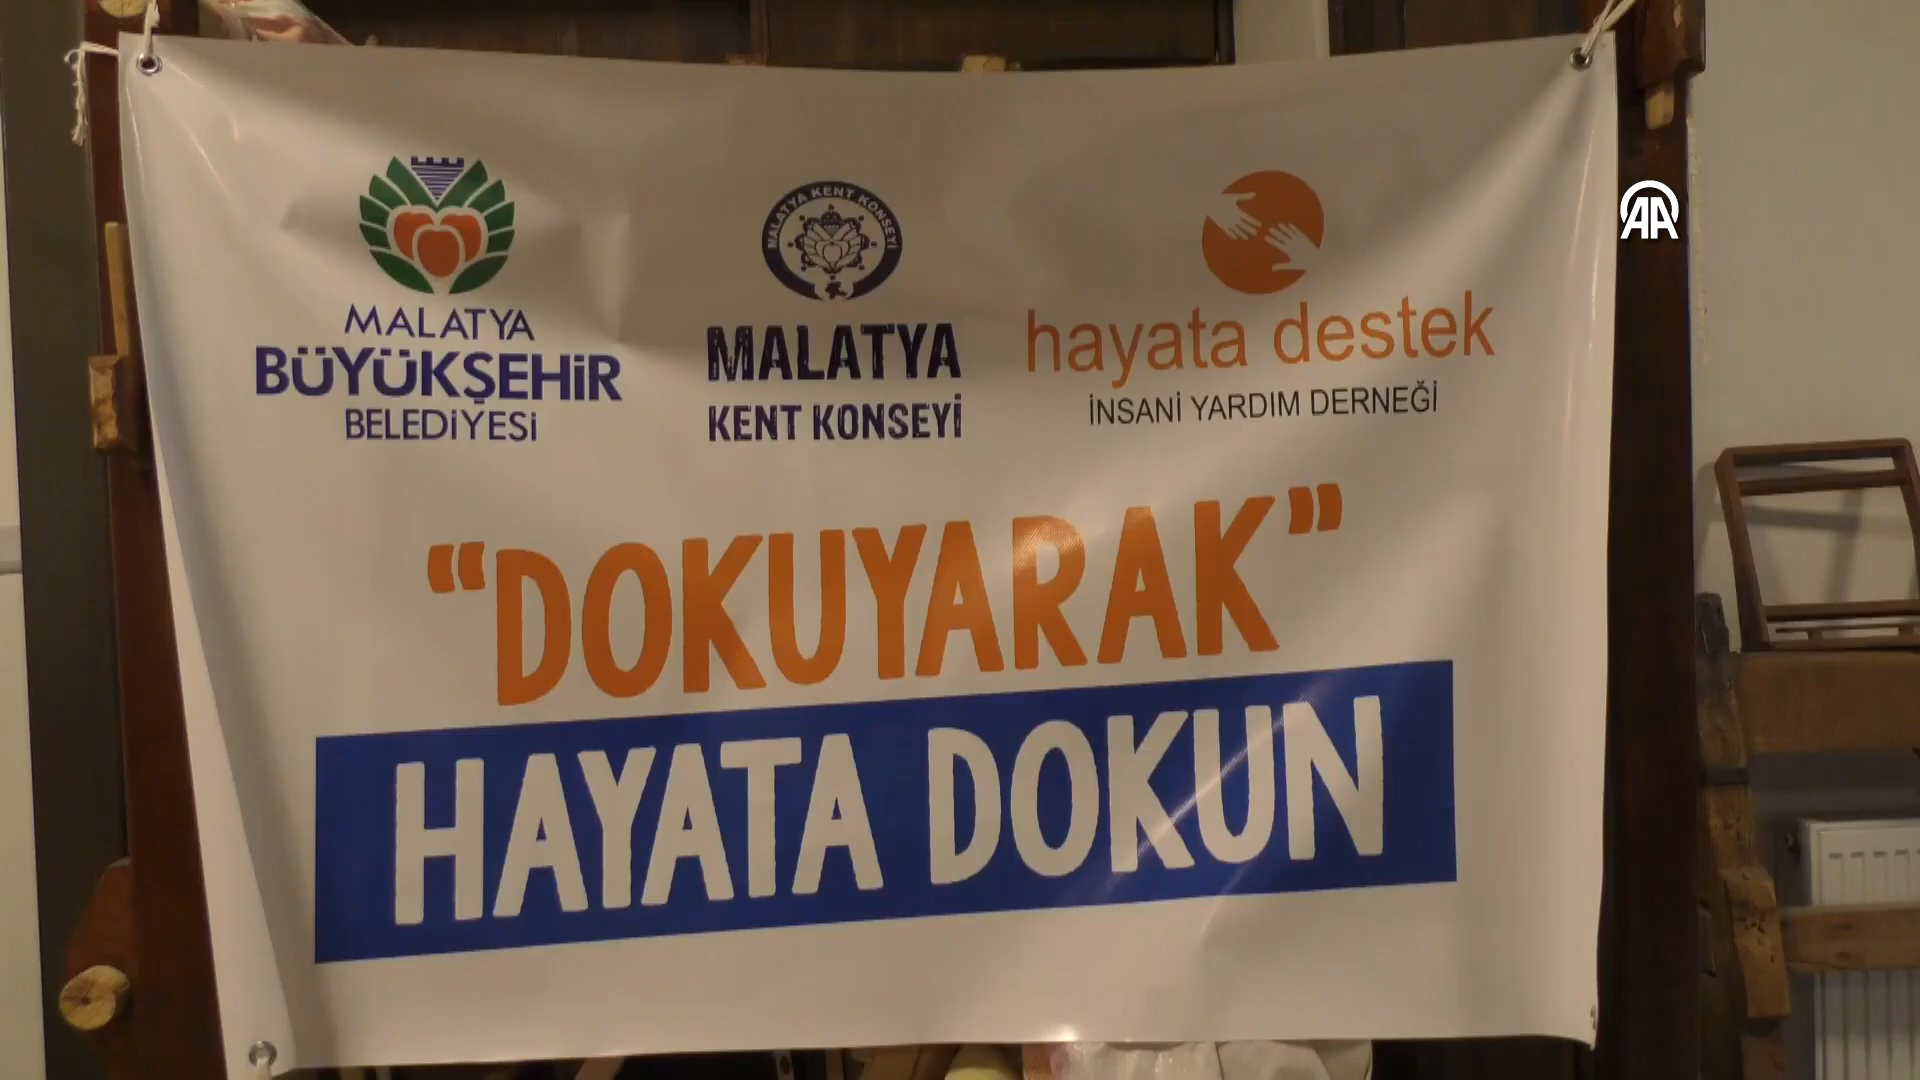 MALATYA KENT KONSEYİ
MALATYA
BÜYÜKŞEHİR
BELEDİYESİ
MALATYA
KENT KONSEYİ
hayata destek
İNSANİ YARDIM DERNEĞİ
AA
“DOKUYARAK”
HAYATA DOKUN